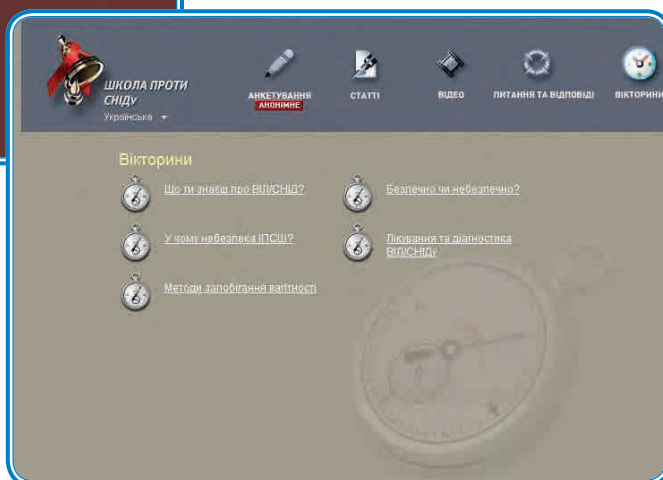 ШКОЛА ПРОТИ
СНІДУ
Українська
АНКЕТУВАННЯ
АНОНІМНЕ
СТАТТІ
ВІДЕО
ПИТАННЯ ТА ВІДПОВІДІ
ВІКТОРИНИ
Вікторини
Що ти знаєш про ВІЛ/СНІД?
Безпечно чи небезпечно?
У чому небезпека ІПСШ?
Лікування та діагностика
ВІЛ/СНІДу
Методи запобігання вагітності